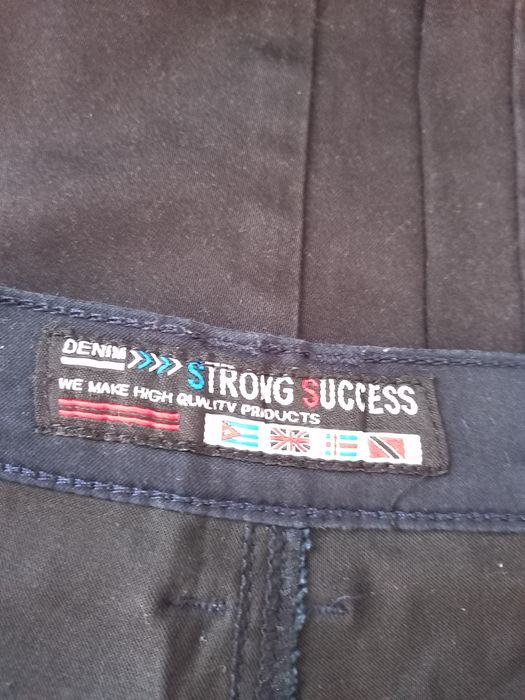 DENIM >>>>> STRONG SUCCESS
WE MAKE HIGH QUALITY PRODUCTS